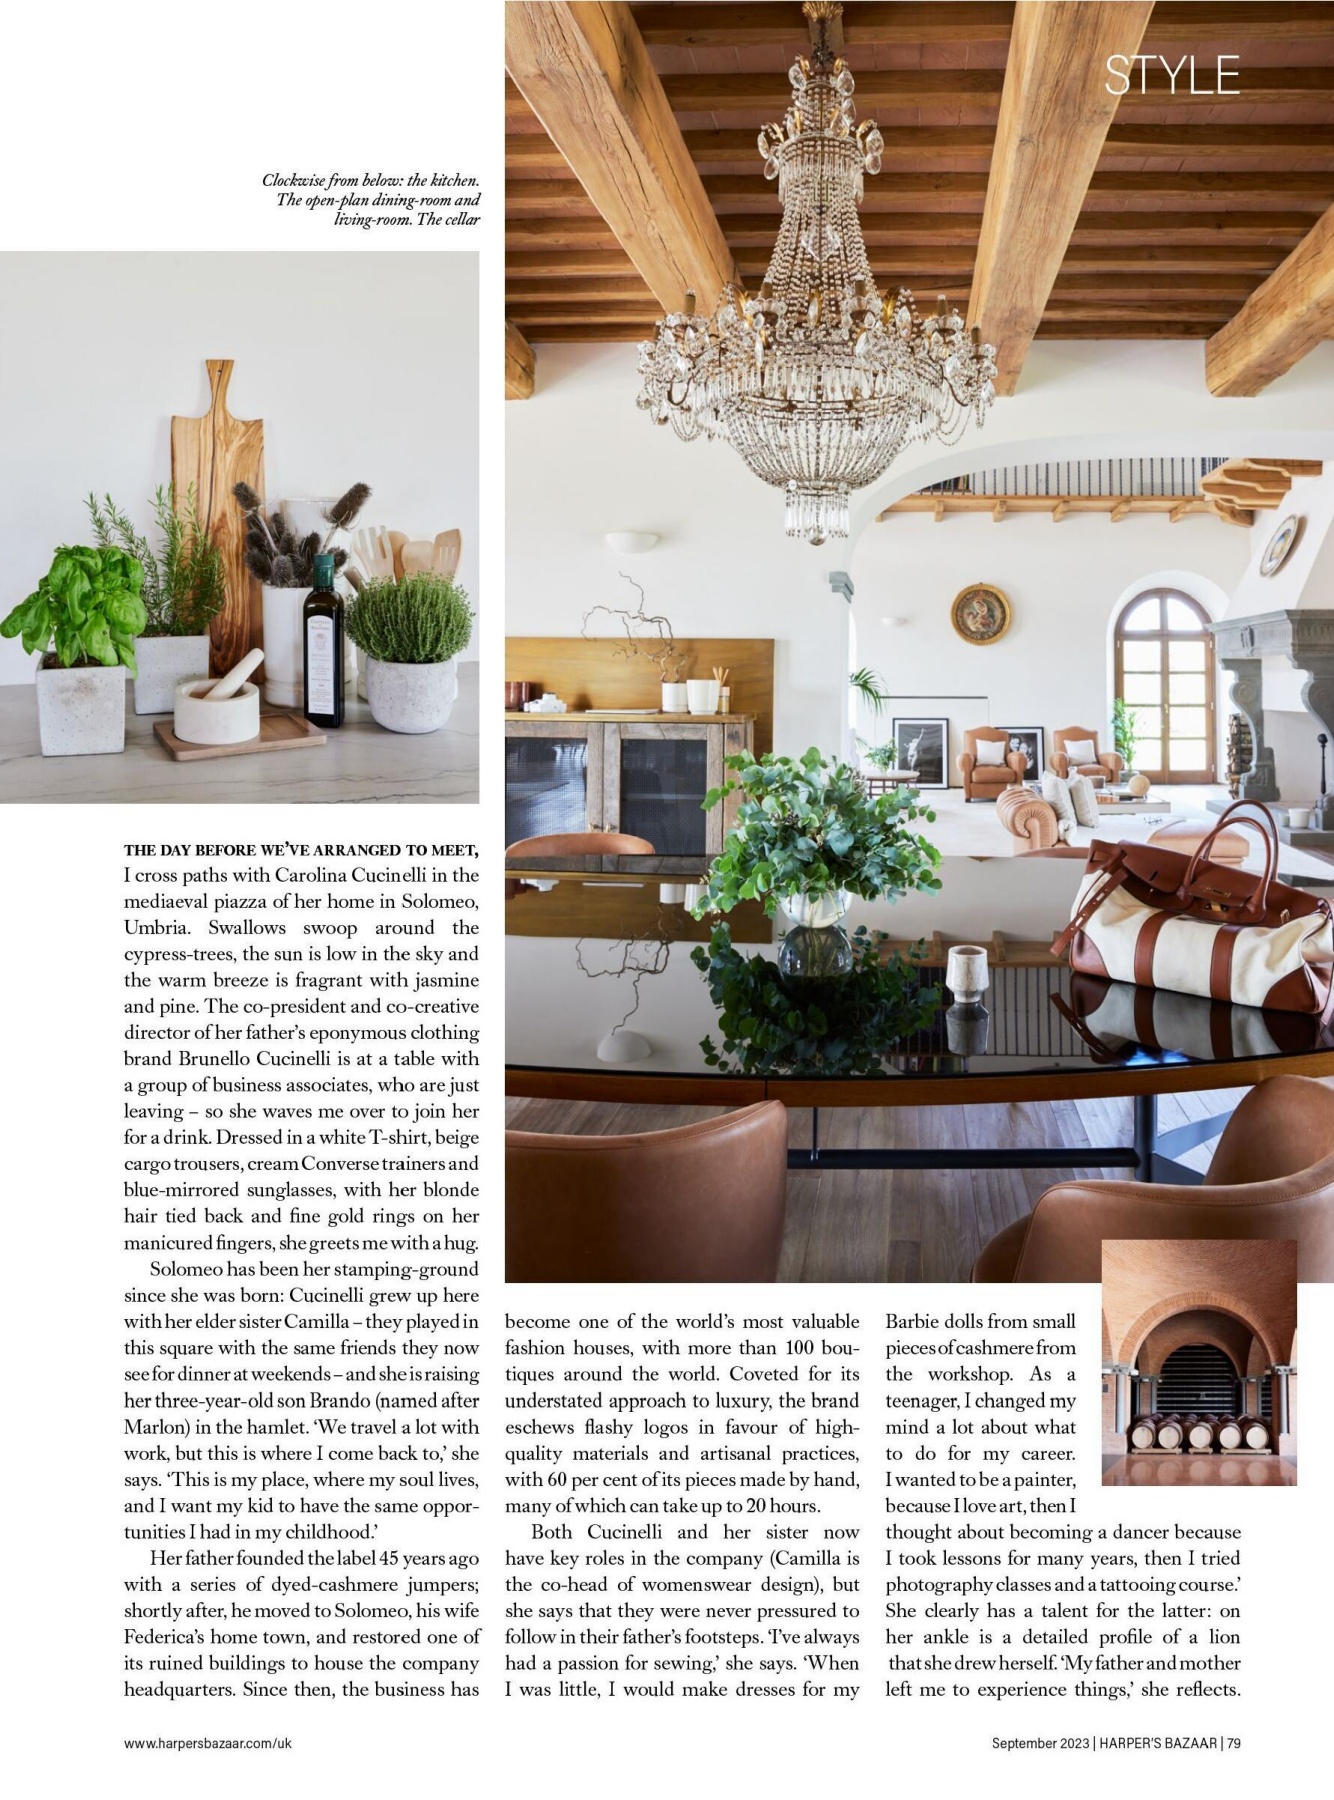 STYLE
Clockwise from below: the kitchen.
The open-plan dining-room and
living-room. The cellar
THE DAY BEFORE WE’VE ARRANGED TO MEET,
I cross paths with Carolina Cucinelli in the
mediaeval piazza of her home in Solomeo,
Umbria. Swallows swoop around the
cypress-trees, the sun is low in the sky and
the warm breeze is fragrant with jasmine
and pine. The co-president and co-creative
director of her father’s eponymous clothing
brand Brunello Cucinelli is at a table with
a group of business associates, who are just
leaving – so she waves me over to join her
for a drink. Dressed in a white T-shirt, beige
cargo trousers, cream Converse trainers and
blue-mirrored sunglasses, with her blonde
hair tied back and fine gold rings on her
manicured fingers, she greets me with a hug.
Solomeo has been her stamping-ground
since she was born: Cucinelli grew up here
with her elder sister Camilla – they played in
this square with the same friends they now
see for dinner at weekends – and she is raising
her three-year-old son Brando (named after
Marlon) in the hamlet. ‘We travel a lot with
work, but this is where I come back to,’ she
says. ‘This is my place, where my soul lives,
and I want my kid to have the same oppor-
tunities I had in my childhood.’
Her father founded the label 45 years ago
with a series of dyed-cashmere jumpers;
shortly after, he moved to Solomeo, his wife
Federica’s home town, and restored one of
its ruined buildings to house the company
headquarters. Since then, the business has
become one of the world’s most valuable
fashion houses, with more than 100 bou-
tiques around the world. Coveted for its
understated approach to luxury, the brand
eschews flashy logos in favour of high-
quality materials and artisanal practices,
with 60 per cent of its pieces made by hand,
many of which can take up to 20 hours.
Both Cucinelli and her sister now
have key roles in the company (Camilla is
the co-head of womenswear design), but
she says that they were never pressured to
follow in their father’s footsteps. ‘I’ve always
had a passion for sewing,’ she says. ‘When
I was little, I would make dresses for my
Barbie dolls from small
pieces of cashmere from
the workshop. As a
teenager, I changed my
mind a lot about what
to do for my career.
I wanted to be a painter,
because I love art, then I
thought about becoming a dancer because
I took lessons for many years, then I tried
photography classes and a tattooing course.’
She clearly has a talent for the latter: on
her ankle is a detailed profile of a lion
that she drew herself. ‘My father and mother
left me to experience things,’ she reflects.
www.harpersbazaar.com/uk
September 2023 | HARPER’S BAZAAR | 79